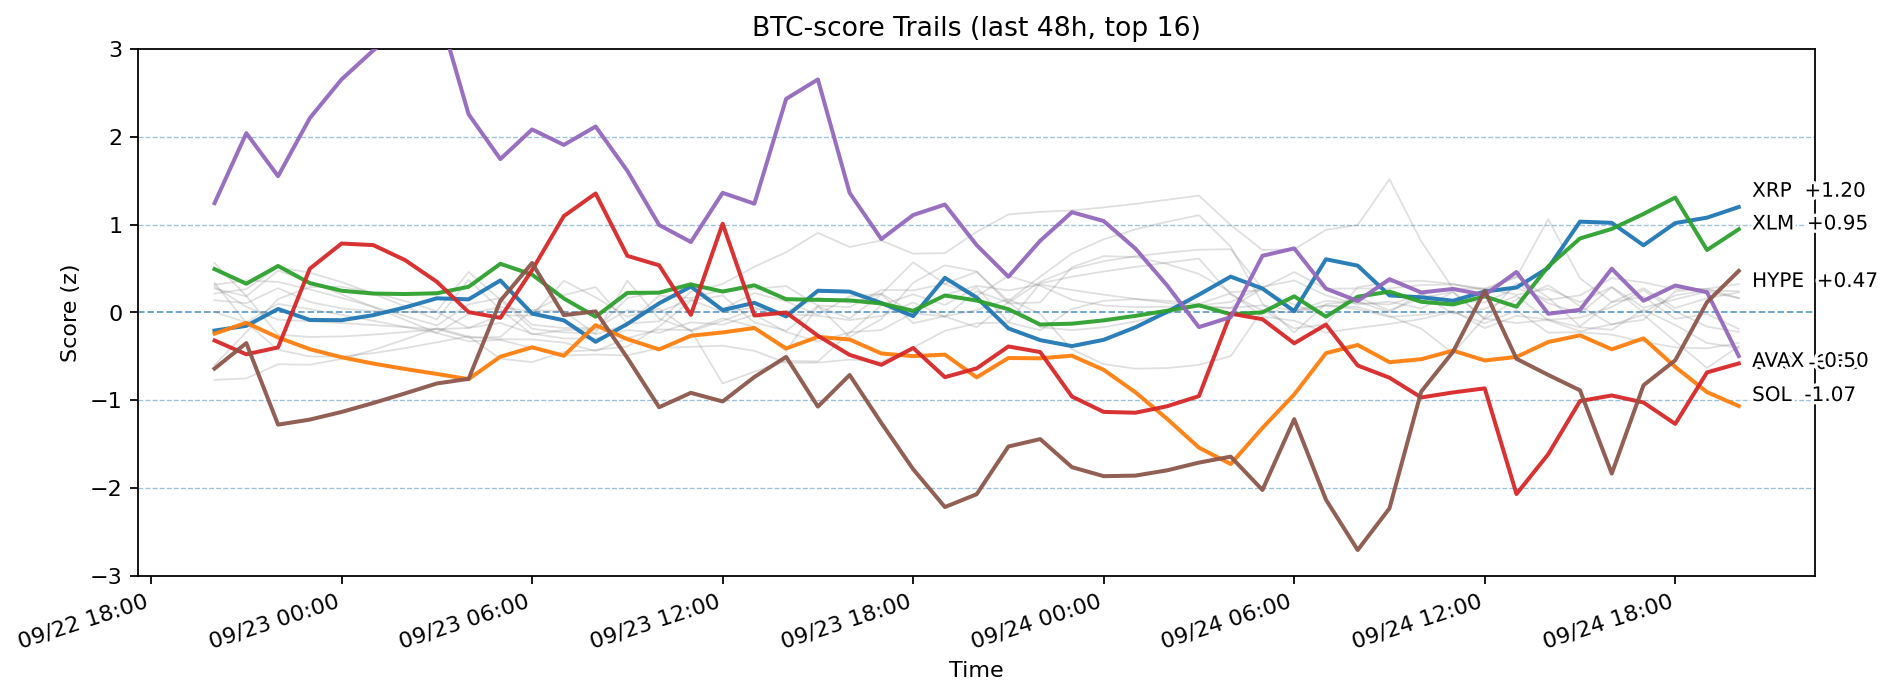 BTC-score Trails (last 48h, top 16)
Score (z)
3
2
1
0
−1
−2
−3
XRP +1.20
XLM +0.95
HYPE +0.47
AVAX -0.50
SOL -1.07
09/22 18:00
09/23 00:00
09/23 06:00
09/23 12:00
09/23 18:00
09/24 00:00
09/24 06:00
09/24 12:00
09/24 18:00
Time